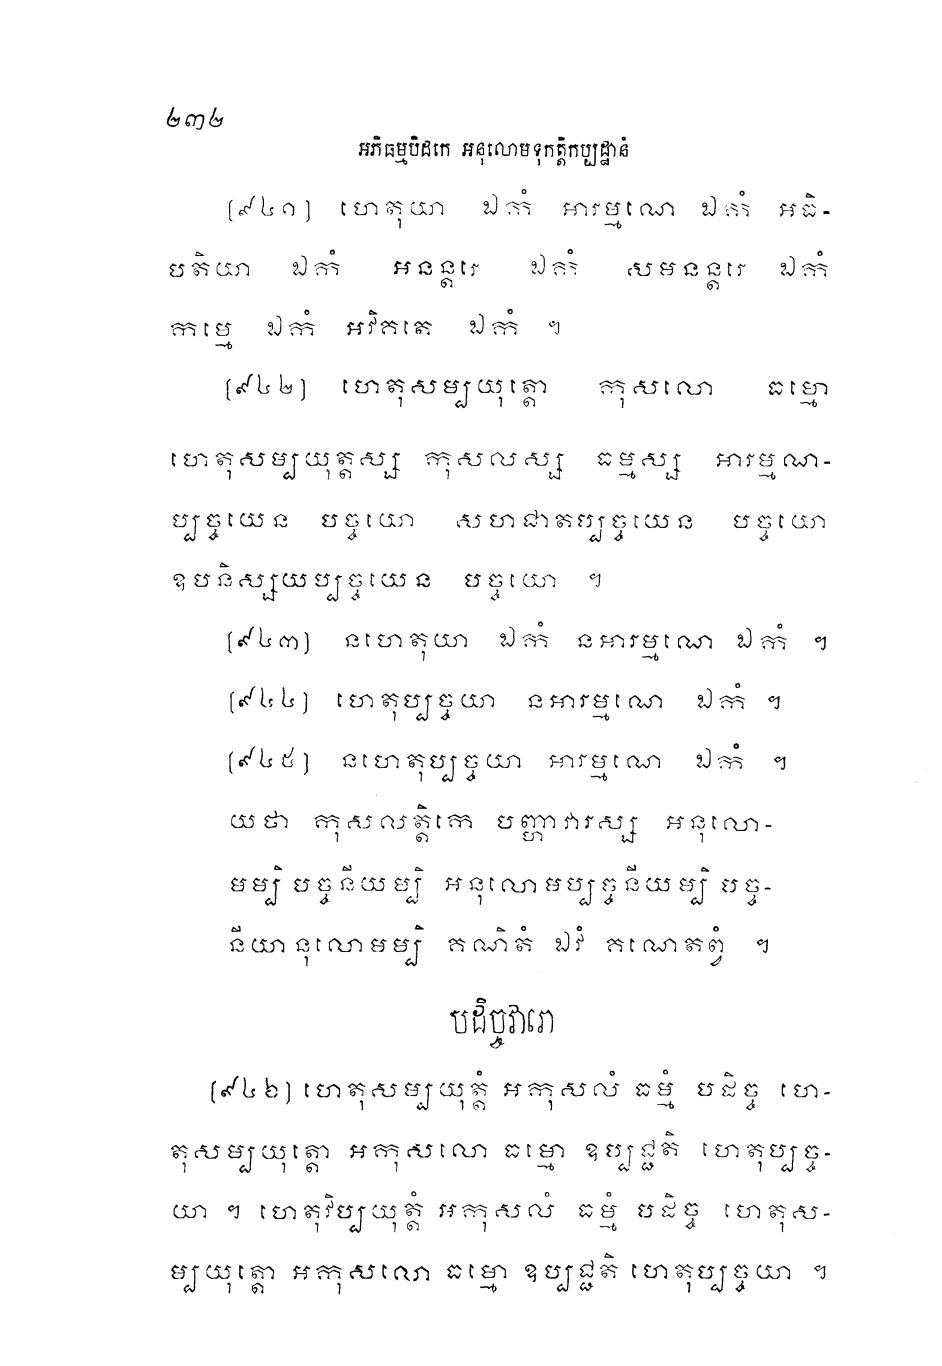 ២៣២
អភិធម្មបិដកេ អនុលោមទុកត្តិកប្បដ្ឋានំ
[៩៤១] ហេតុយា ឯកំ អារម្មណេ ឯកំ អធិ-
បតិយា ឯកំ អនន្តរេ ឯកំ សមនន្តរេ ឯកំ
កម្មេ ឯកំ អវិគតេ ឯកំ ។
[៩៤២] ហេតុសម្បយុត្តោ កុសលោ ធម្មោ
ហេតុសម្បយុត្តស្ស កុសលស្ស ធម្មស្ស អារម្មណ-
ប្បច្ចយេន បច្ចយោ សហជាតប្បច្ចយេន បច្ចយោ
ឧបនិស្សយប្បច្ចយេន បច្ចយោ ។
[៩៤៣] នហេតុយា ឯកំ នអារម្មណេ ឯកំ ។
[៩៤៤] ហេតុប្បច្ចយា នអារម្មណេ ឯកំ ។
[៩៤៥] នហេតុប្បច្ចយា អារម្មណេ ឯកំ ។
យថា កុសលត្តិកេ បញ្ហាវារស្ស អនុលោ-
មម្បិ បច្ចនីយម្បិ អនុលោមប្បច្ចនីយម្បិ បច្ច-
នីយានុលោមម្បិ គណិតំ ឯវំ គណេតព្វំ ។
បដិច្ចវារោ
[៩៤៦] ហេតុសម្បយុត្តំ អកុសលំ ធម្មំ បដិច្ច ហេ-
តុសម្បយុត្តោ អកុសលោ ធម្មោ ឧប្បជ្ជតិ ហេតុប្បច្ច-
យា ។ ហេតុវិប្បយុត្តំ អកុសលំ ធម្មំ បដិច្ច ហេតុស-
ម្បយុត្តោ អកុសលោ ធម្មោ ឧប្បជ្ជតិ ហេតុប្បច្ចយា ។